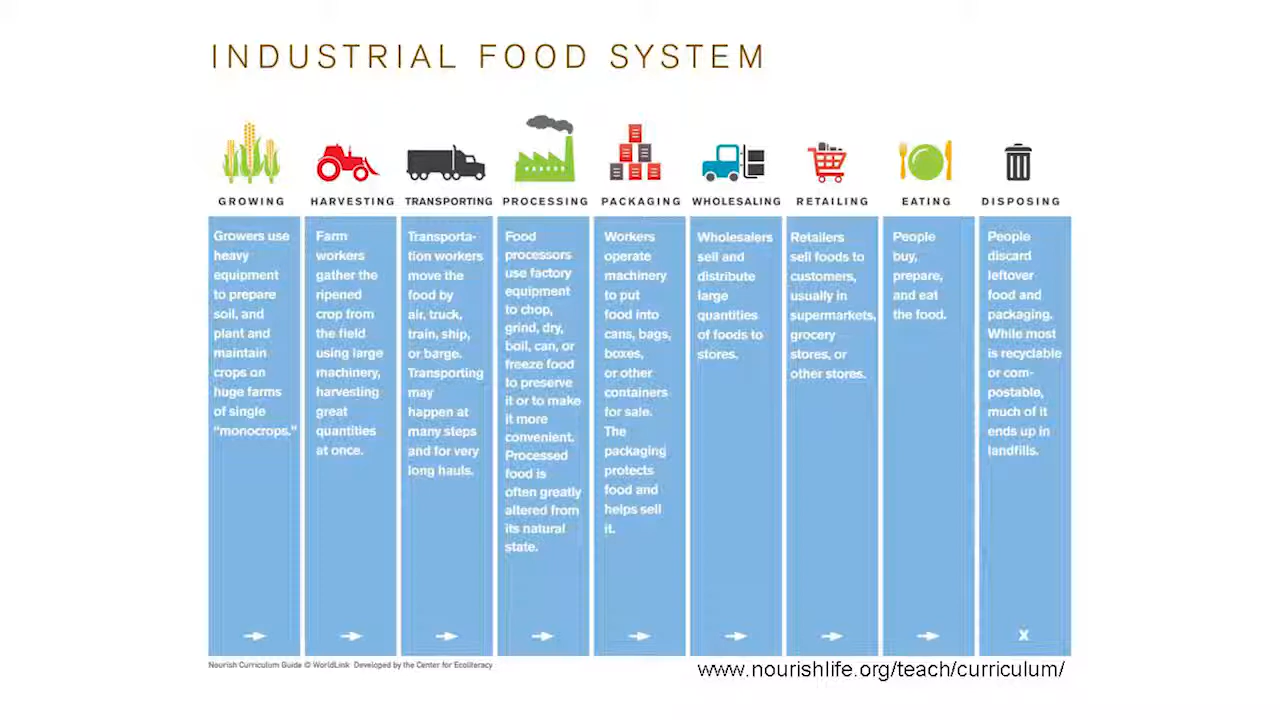 INDUSTRIAL FOOD SYSTEM
GROWING
Growers use
heavy
equipment
to prepare
soil, and
plant and
maintain
crops on
huge farms
of single
“monocrops.”
HARVESTING
Farm
workers
gather the
ripened
crop from
the field
using large
machinery,
harvesting
great
quantities
at once.
TRANSPORTING
Transporta-
tion workers
move the
food by
air, truck,
train, ship,
or barge.
Transporting
may
happen at
many steps
and for very
long hauls.
PROCESSING
Food
processors
use factory
equipment
to chop,
grind, dry,
boil, can, or
freeze food
to preserve
it or to make
it more
convenient.
Processed
food is
often greatly
altered from
its natural
state.
PACKAGING
Workers
operate
machinery
to put
food into
cans, bags,
boxes,
or other
containers
for sale.
The
packaging
protects
food and
helps sell
it.
WHOLESALING
Wholesalers
sell and
distribute
large
quantities
of foods to
stores.
RETAILING
Retailers
sell foods to
customers,
usually in
supermarkets,
grocery
stores, or
other stores.
EATING
People
buy,
prepare,
and eat
the food.
DISPOSING
People
discard
leftover
food and
packaging.
While most
is recyclable
or com-
postable,
much of it
ends up in
landfills.
X
Nourish Curriculum Guide © WorldLink Developed by the Center for Ecoliteracy
www.nourishlife.org/teach/curriculum/